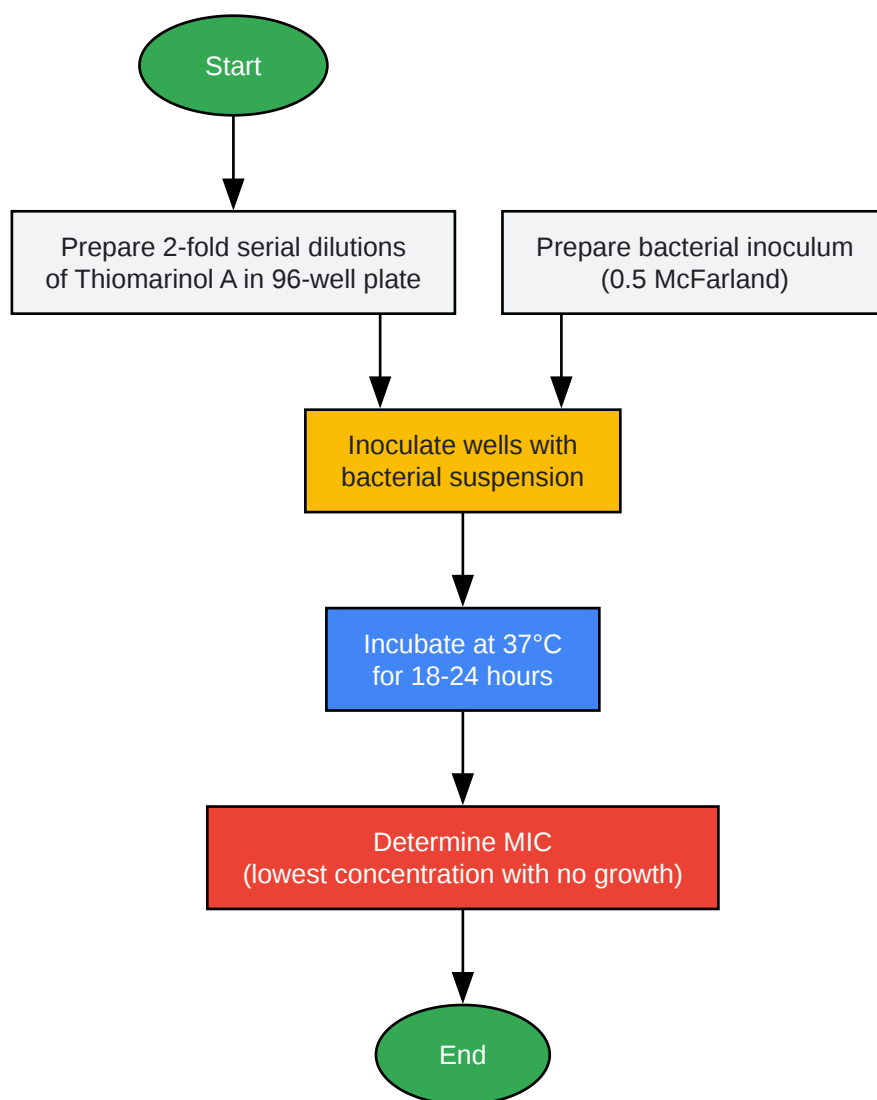 Start
Prepare 2-fold serial dilutions
of Thiomarinol A in 96-well plate
Prepare bacterial inoculum
(0.5 McFarland)
Inoculate wells with
bacterial suspension
Incubate at 37°C
for 18-24 hours
Determine MIC
(lowest concentration with no growth)
End